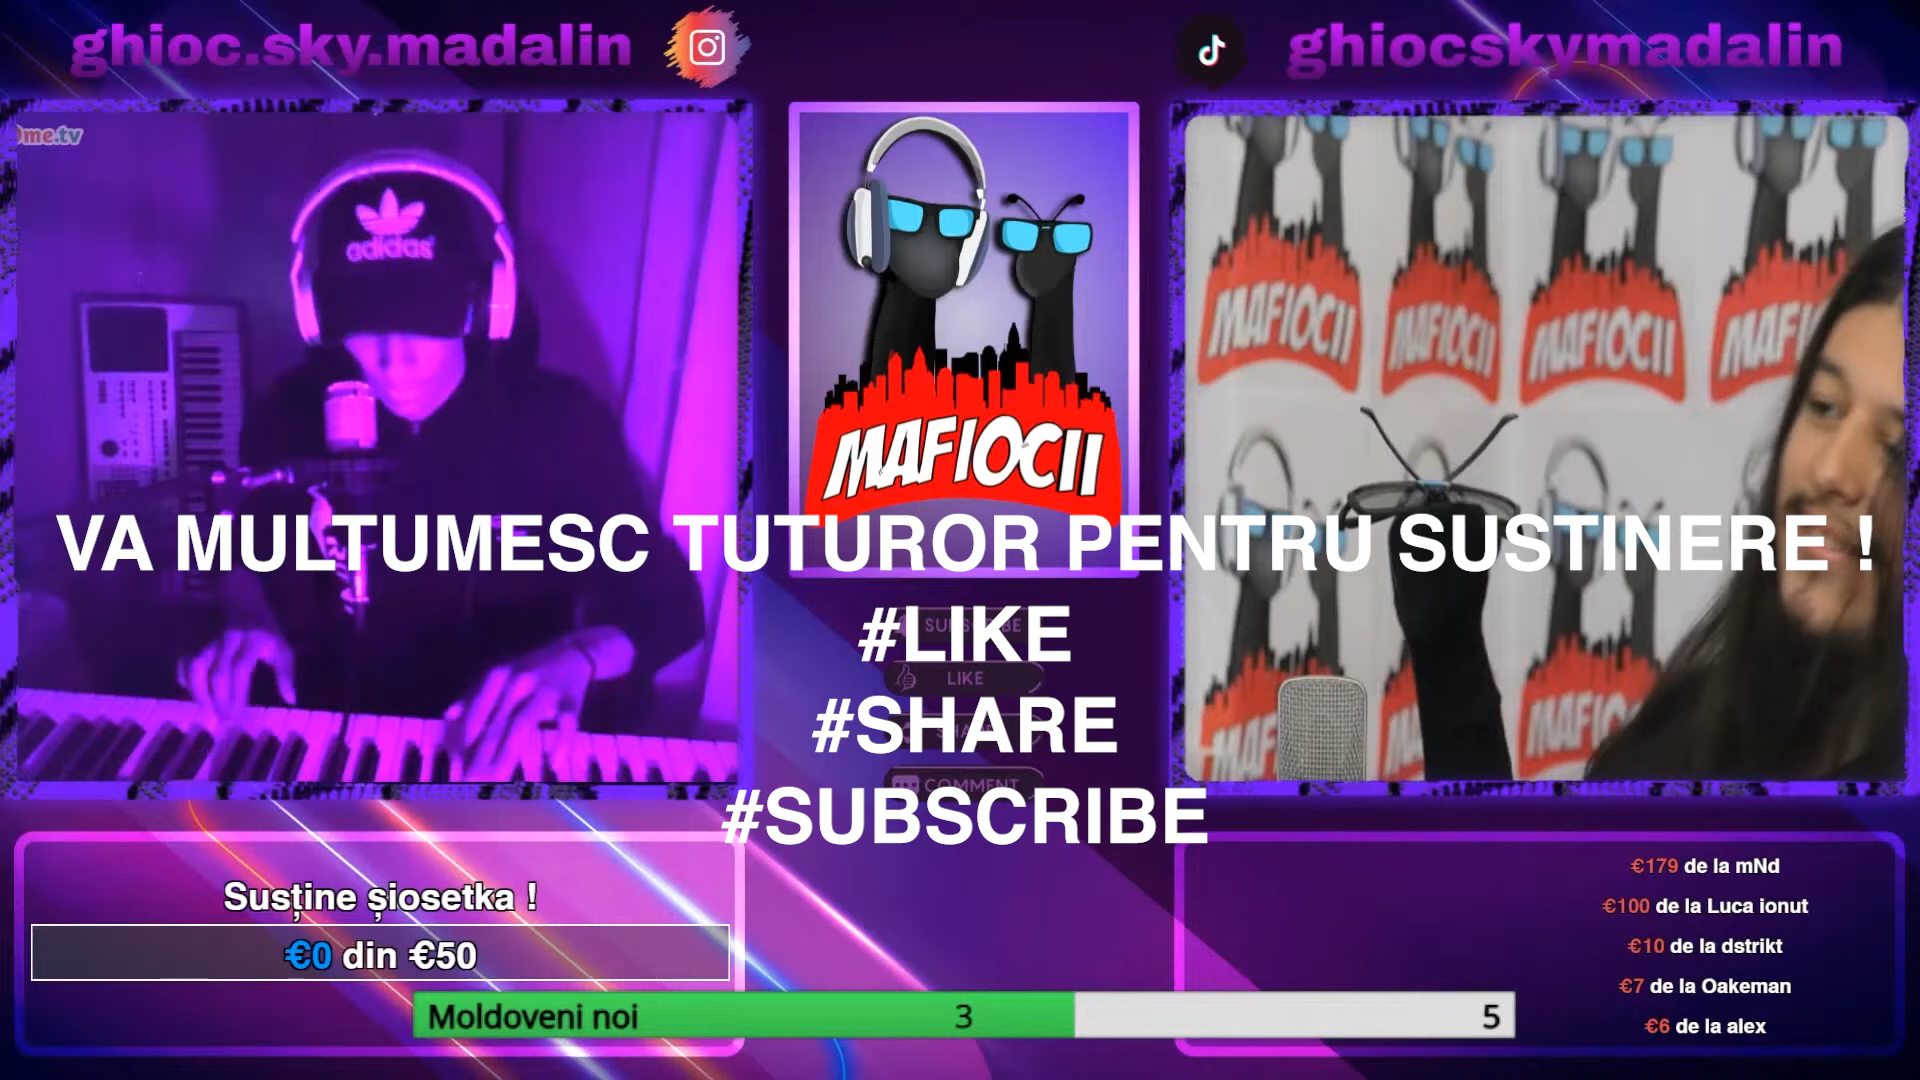 ghioc.sky.madalin
ghiocskymadalin
me.tv
adidas
MAFIOCII
MAFIOCII
MAFIOCII
MAFIOCII
VA MULTUMESC TUTUROR PENTRU SUSTINERE !
#LIKE
LIKE
#SHARE
COMMENT
#SUBSCRIBE
Susține șiosetka !
€0 din €50
Moldoveni noi 3 5
€179 de la mNd
€100 de la Luca ionut
€10 de la dstrikt
€7 de la Oakeman
€6 de la alex